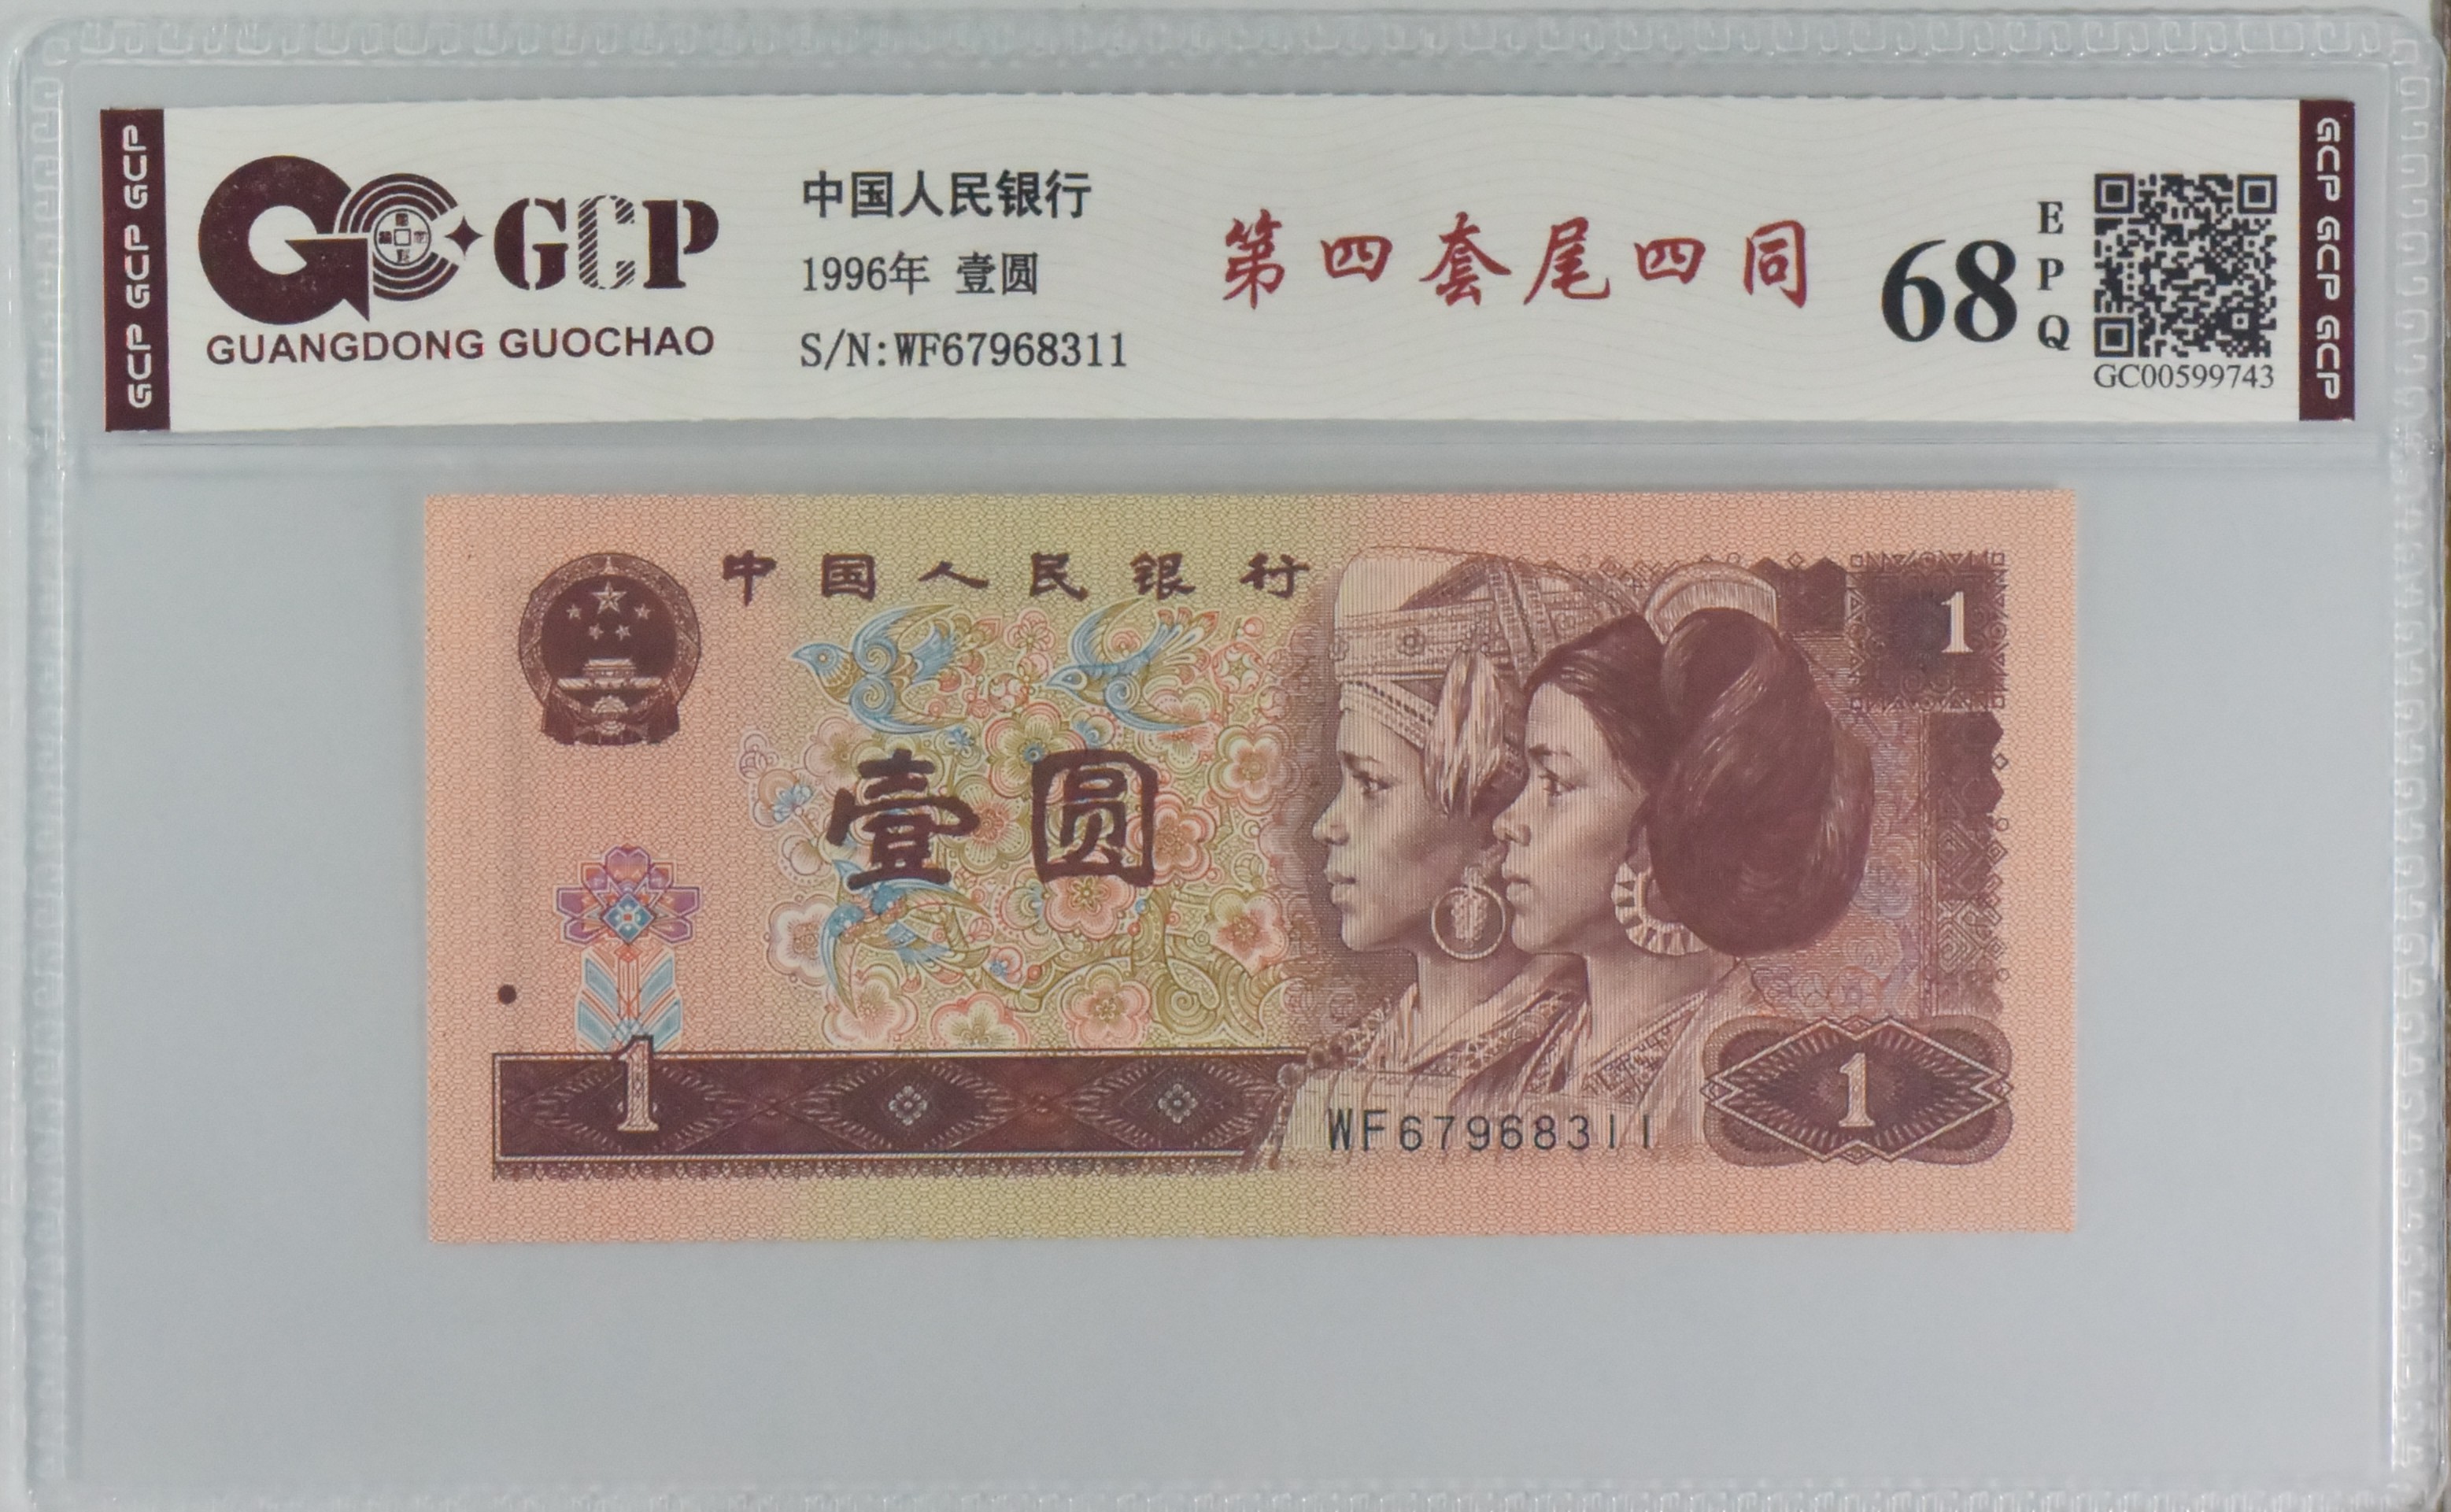 GCP GCP GCP
GCP
GUANGDONG GUOCHAO
中国人民银行
1996年 壹圆
S/N:WF67968311
第四套尾四同
68
EPQ
GC00599743
GCP GCP GCP
中国人民银行
1
壹圆
1
1
WF67968311